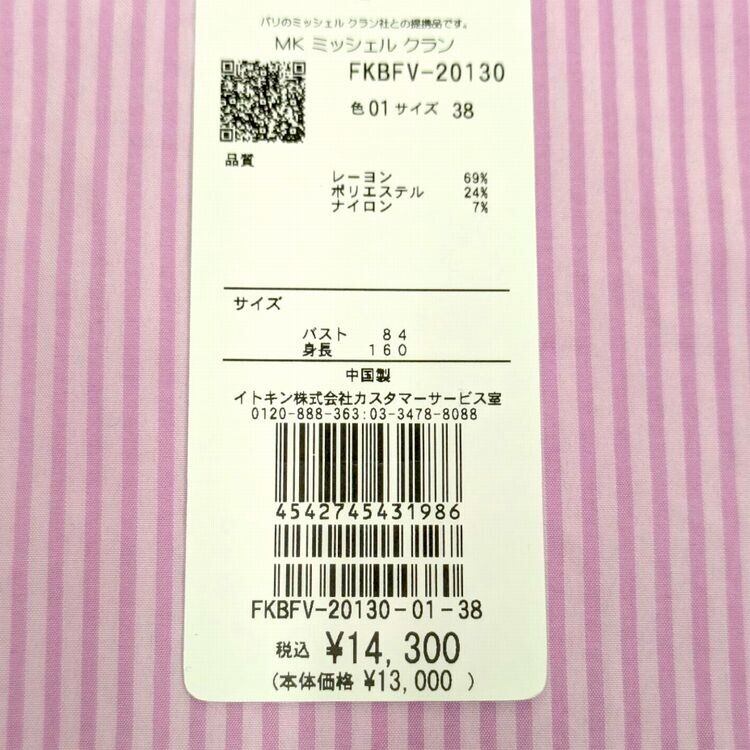 パリのミッシェル クラン社との提携品です。
MK ミッシェル クラン
FKBFV-20130
色01サイズ 38
品質
レーヨン 69%
ポリエステル 24%
ナイロン 7%
サイズ
バスト 84
身長 160
中国製
イトキン株式会社カスタマーサービス室
0120-888-363:03-3478-8088
4542745431986
FKBFV-20130-01-38
税込 ¥14,300
(本体価格 ¥13,000 )